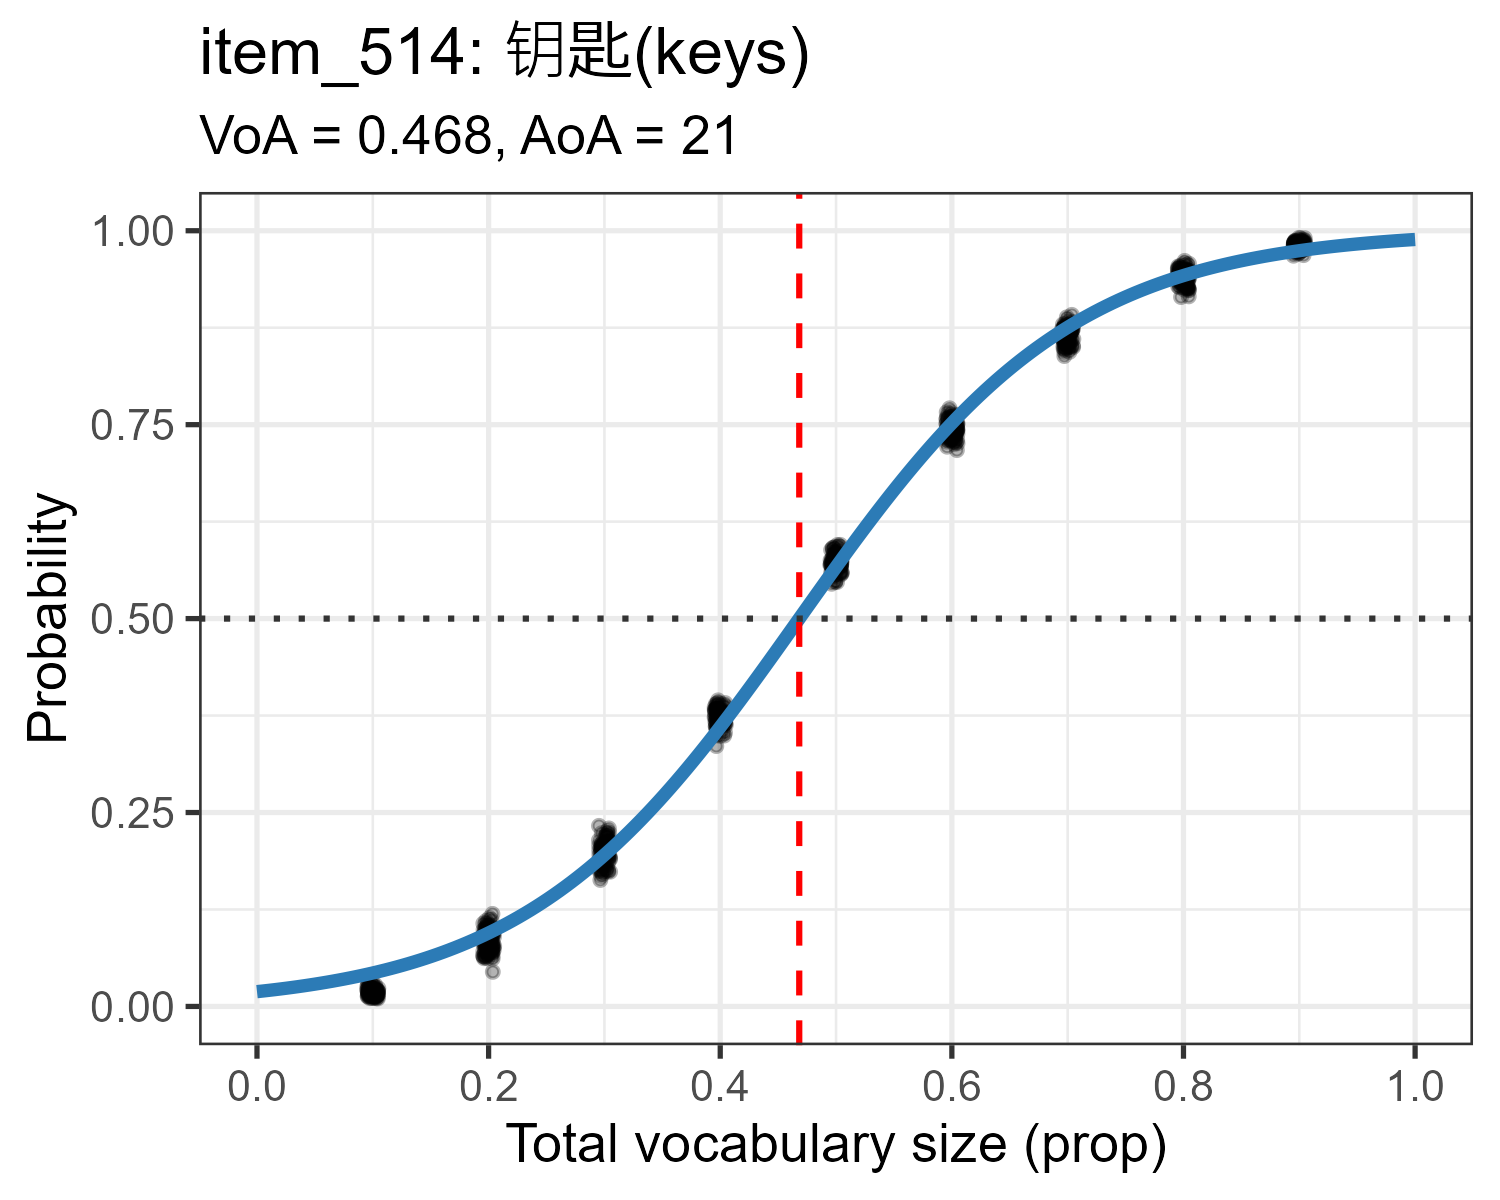 item_514: 钥匙(keys)
VoA = 0.468, AoA = 21
1.00
0.75
0.50
0.25
0.00
Probability
0.0 0.2 0.4 0.6 0.8 1.0
Total vocabulary size (prop)